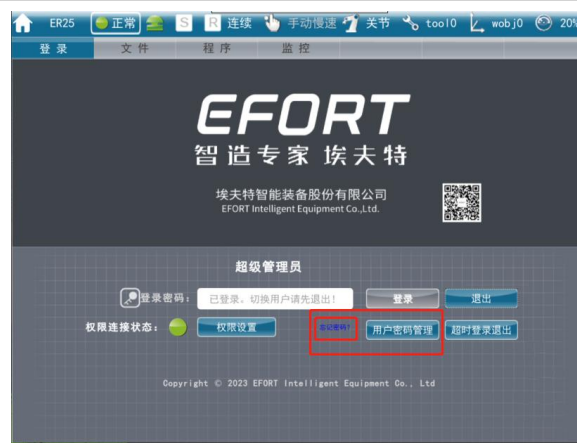 ER25 正常 S R 连续 手动慢速 关节 tool0 wobj0 20%
登录 文件 程序 监控
EFORT
智造专家 埃夫特
埃夫特智能装备股份有限公司
EFORT Intelligent Equipment Co.,Ltd.
超级管理员
登录密码： 已登录，切换用户请先退出！ 登录 退出
权限连接状态： 权限设置 忘记密码? 用户密码管理 超时登录退出
Copyright © 2023 EFORT Intelligent Equipment Co., Ltd